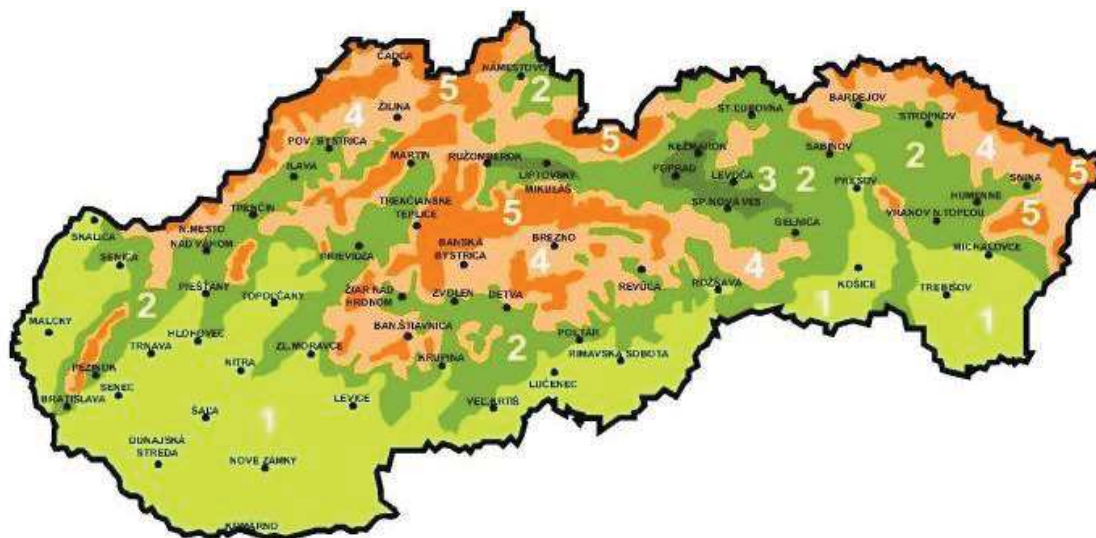 ČADCA
NÁMESTOVO
5
2
ŽILINA
4
ST. ĽUBOVŇA
BARDEJOV
STROPKOV
POV. BYSTRICA
ILAVA
MARTIN
RUŽOMBEROK
5
KEŽMAROK
SABINOV
2
4
LIPTOVSKÝ
MIKULÁŠ
POPRAD
LEVOČA
3
2
PREŠOV
SNINA
5
HUMENNÉ
TRENČÍN
TRENČIANSKE
TEPLICE
5
SP. NOVÁ VES
VRANOV N. TOPĽOU
5
SKALICA
N. MESTO
NAD VÁHOM
GELNICA
SENICA
PRIEVIDZA
BANSKÁ
BYSTRICA
BREZNO
4
MICHALOVCE
4
PIEŠŤANY
TOPOĽČANY
ŽIAR NAD
HRONOM
ZVOLEN
DETVA
REVÚCA
ROŽŇAVA
KOŠICE
TREBIŠOV
2
1
1
MALCKY
HLOHOVEC
TRNAVA
BAN. ŠTIAVNICA
POLTÁR
NITRA
ZL. MORAVCE
KRUPINA
2
RIMAVSKÁ SOBOTA
PEZINOK
SENEC
LUČENEC
BRATISLAVA
ŠAĽA
1
LEVICE
VEĽ. KRTÍŠ
DUNAJSKÁ
STREDA
NOVÉ ZÁMKY
KOMÁRNO